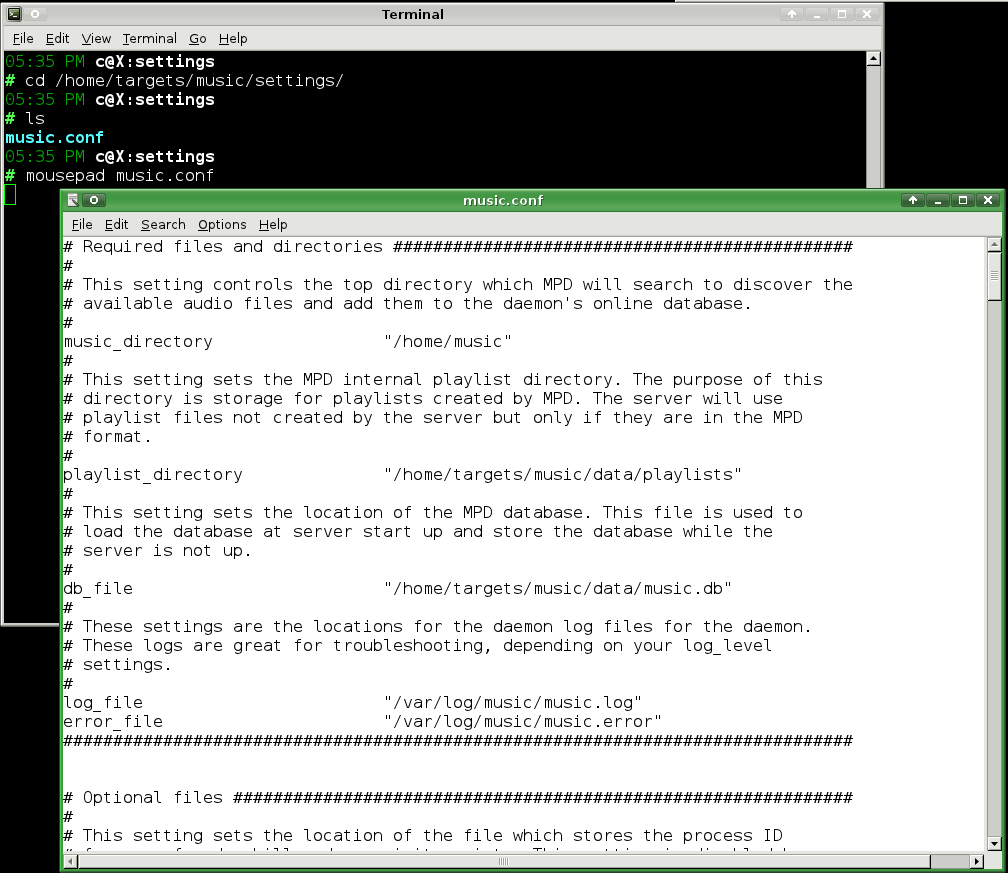 Terminal
File Edit View Terminal Go Help
05:35 PM c@X:settings
# cd /home/targets/music/settings/
05:35 PM c@X:settings
# ls
music.conf
05:35 PM c@X:settings
# mousepad music.conf
music.conf
File Edit Search Options Help
# Required files and directories ##############################################
#
# This setting controls the top directory which MPD will search to discover the
# available audio files and add them to the daemon's online database.
#
music_directory "/home/music"
#
# This setting sets the MPD internal playlist directory. The purpose of this
# directory is storage for playlists created by MPD. The server will use
# playlist files not created by the server but only if they are in the MPD
# format.
#
playlist_directory "/home/targets/music/data/playlists"
#
# This setting sets the location of the MPD database. This file is used to
# load the database at server start up and store the database while the
# server is not up.
#
db_file "/home/targets/music/data/music.db"
#
# These settings are the locations for the daemon log files for the daemon.
# These logs are great for troubleshooting, depending on your log_level
# settings.
#
log_file "/var/log/music/music.log"
error_file "/var/log/music/music.error"
###############################################################################
# Optional files ##############################################################
#
# This setting sets the location of the file which stores the process ID